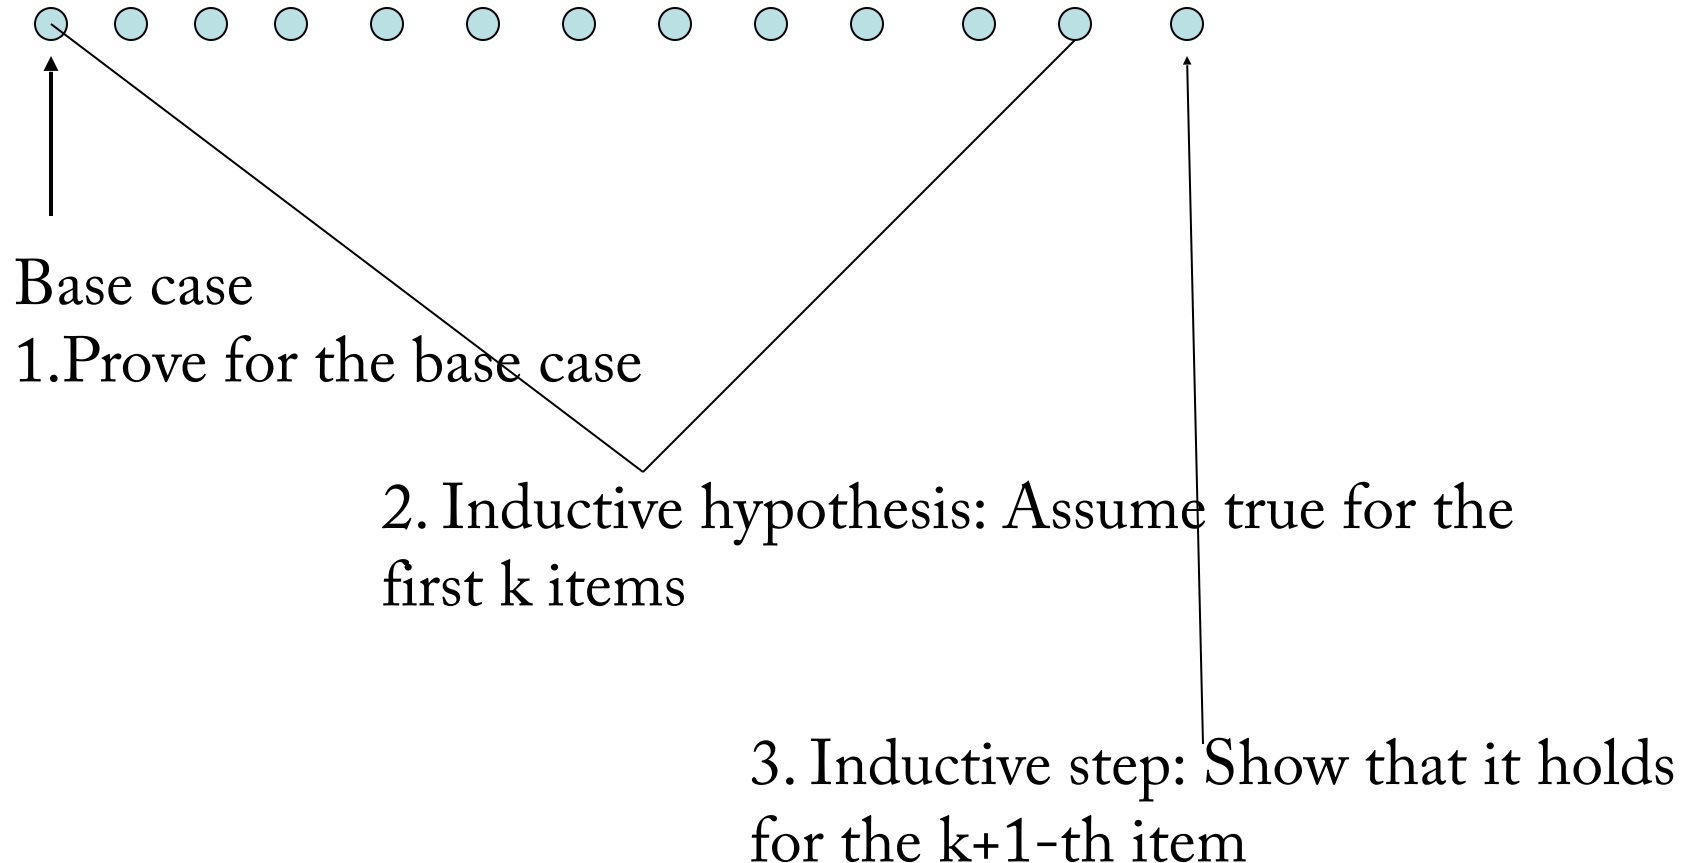 Base case
1.Prove for the base case
2. Inductive hypothesis: Assume true for the
first k items
3. Inductive step: Show that it holds
for the k+1-th item